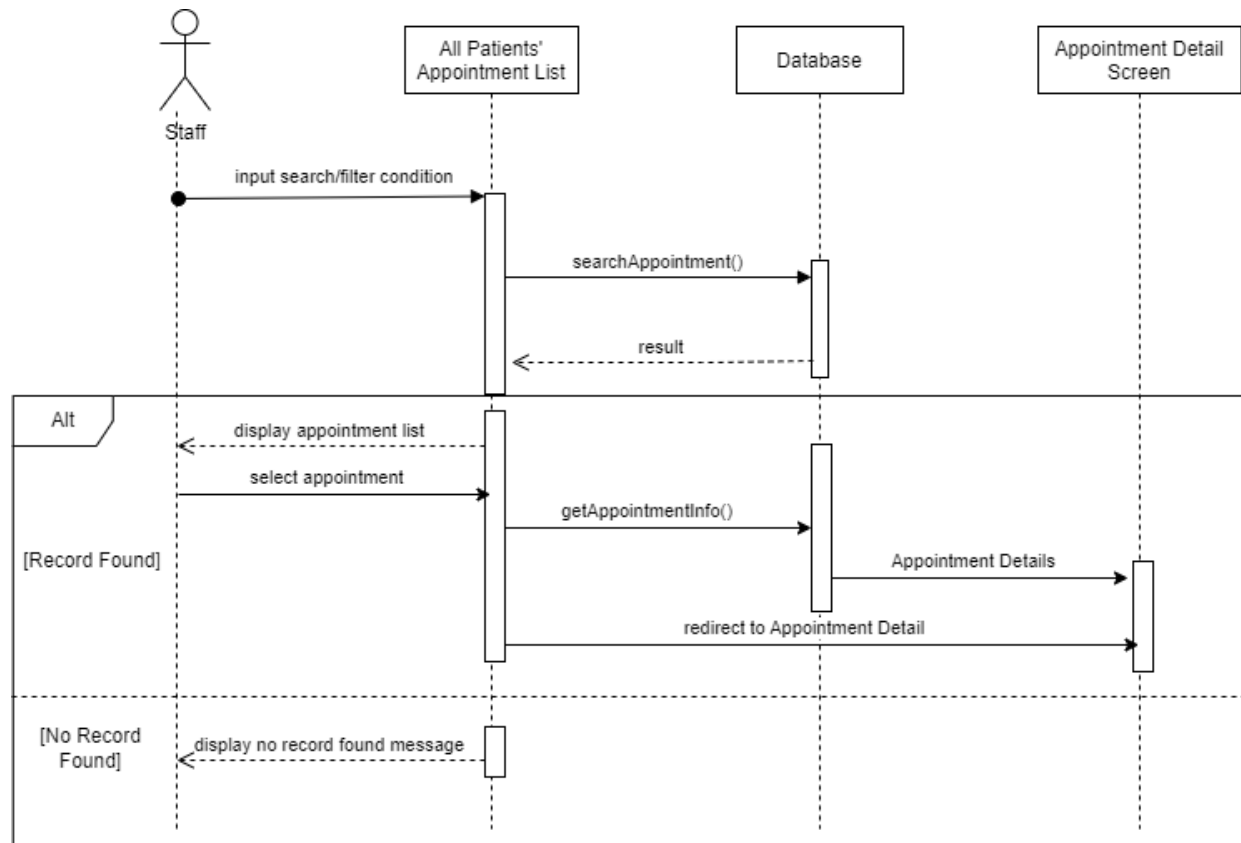 Staff
All Patients'
Appointment List
Database
Appointment Detail
Screen
input search/filter condition
searchAppointment()
result
Alt
display appointment list
select appointment
getAppointmentInfo()
[Record Found]
Appointment Details
redirect to Appointment Detail
[No Record
Found]
display no record found message